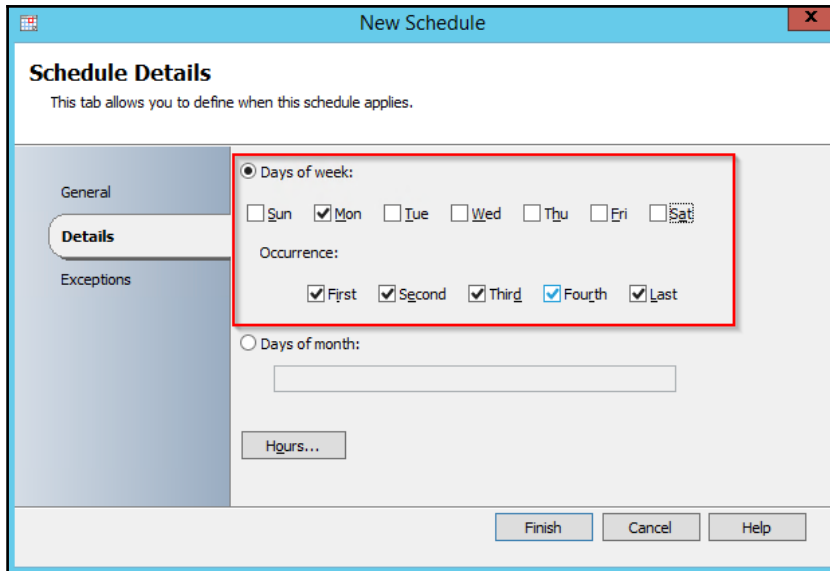 New Schedule
x
Schedule Details
This tab allows you to define when this schedule applies.
General
Details
Exceptions
Days of week:
Sun Mon Tue Wed Thu Fri Sat
Occurrence:
First Second Third Fourth Last
Days of month:
Hours...
Finish Cancel Help